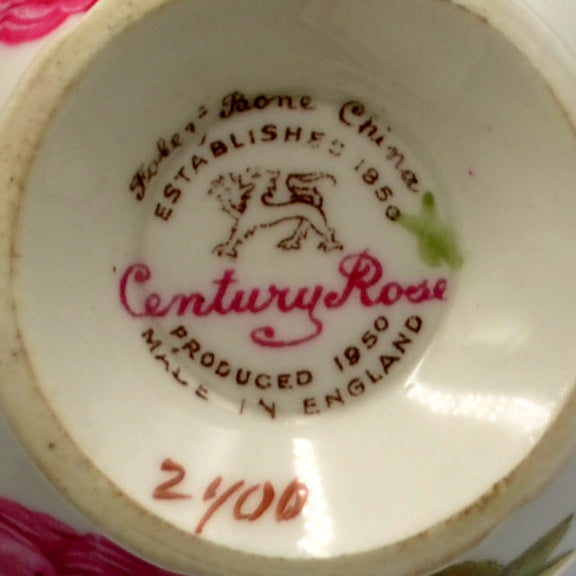 Foley Bone China
ESTABLISHED 1850
Century Rose
PRODUCED 1950
MADE IN ENGLAND
2400